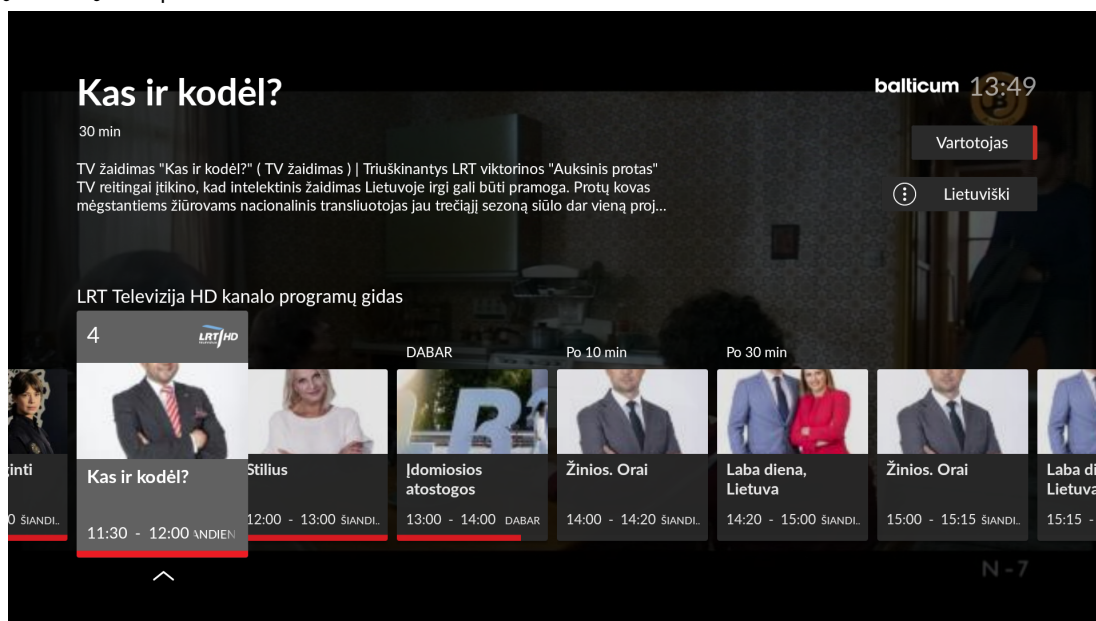 Kas ir kodėl?
balticum 13:49
30 min
Vartotojas
TV žaidimas "Kas ir kodėl?" ( TV žaidimas ) | Triuškinantys LRT viktorinos "Auksinis protas"
TV reitingai įtikino, kad intelektinis žaidimas Lietuvoje irgi gali būti pramoga. Protų kovas
mėgstantiems žiūrovams nacionalinis transliuotojas jau trečiąjį sezoną siūlo dar vieną proj...
Lietuviški
LRT Televizija HD kanalo programų gidas
4 LRT HD
DABAR Po 10 min Po 30 min
Kas ir kodėl?
11:30 - 12:00
Stilius
12:00 - 13:00 ŠIANDI..
Įdomiosios
atostogos
13:00 - 14:00 DABAR
Žinios. Orai
14:00 - 14:20 ŠIANDI..
Laba diena,
Lietuva
14:20 - 15:00 ŠIANDI..
Žinios. Orai
15:00 - 15:15 ŠIANDI..
Laba di
Lietuva
15:15 -
N-7